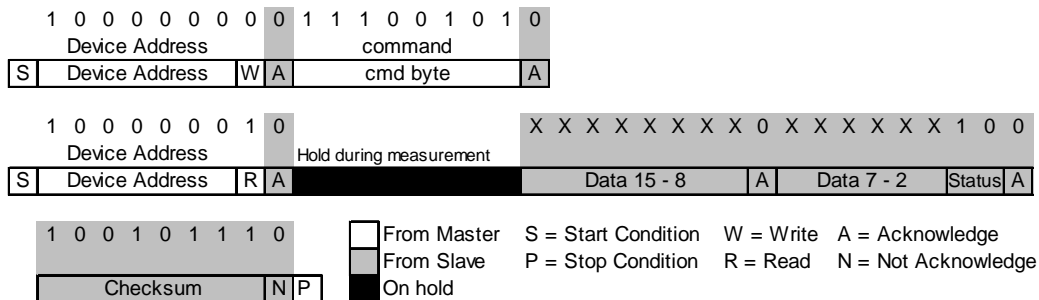 1 0 0 0 0 0 0 0 0 1 1 1 0 0 1 0 1 0
Device Address command
S Device Address W A cmd byte A
1 0 0 0 0 0 0 1 0 X X X X X X X X 0 X X X X X X 1 0 0
Device Address Hold during measurement
S Device Address R A Data 15 - 8 A Data 7 - 2 Status A
1 0 0 1 0 1 1 1 0 From Master S = Start Condition W = Write A = Acknowledge
From Slave P = Stop Condition R = Read N = Not Acknowledge
Checksum N P On hold